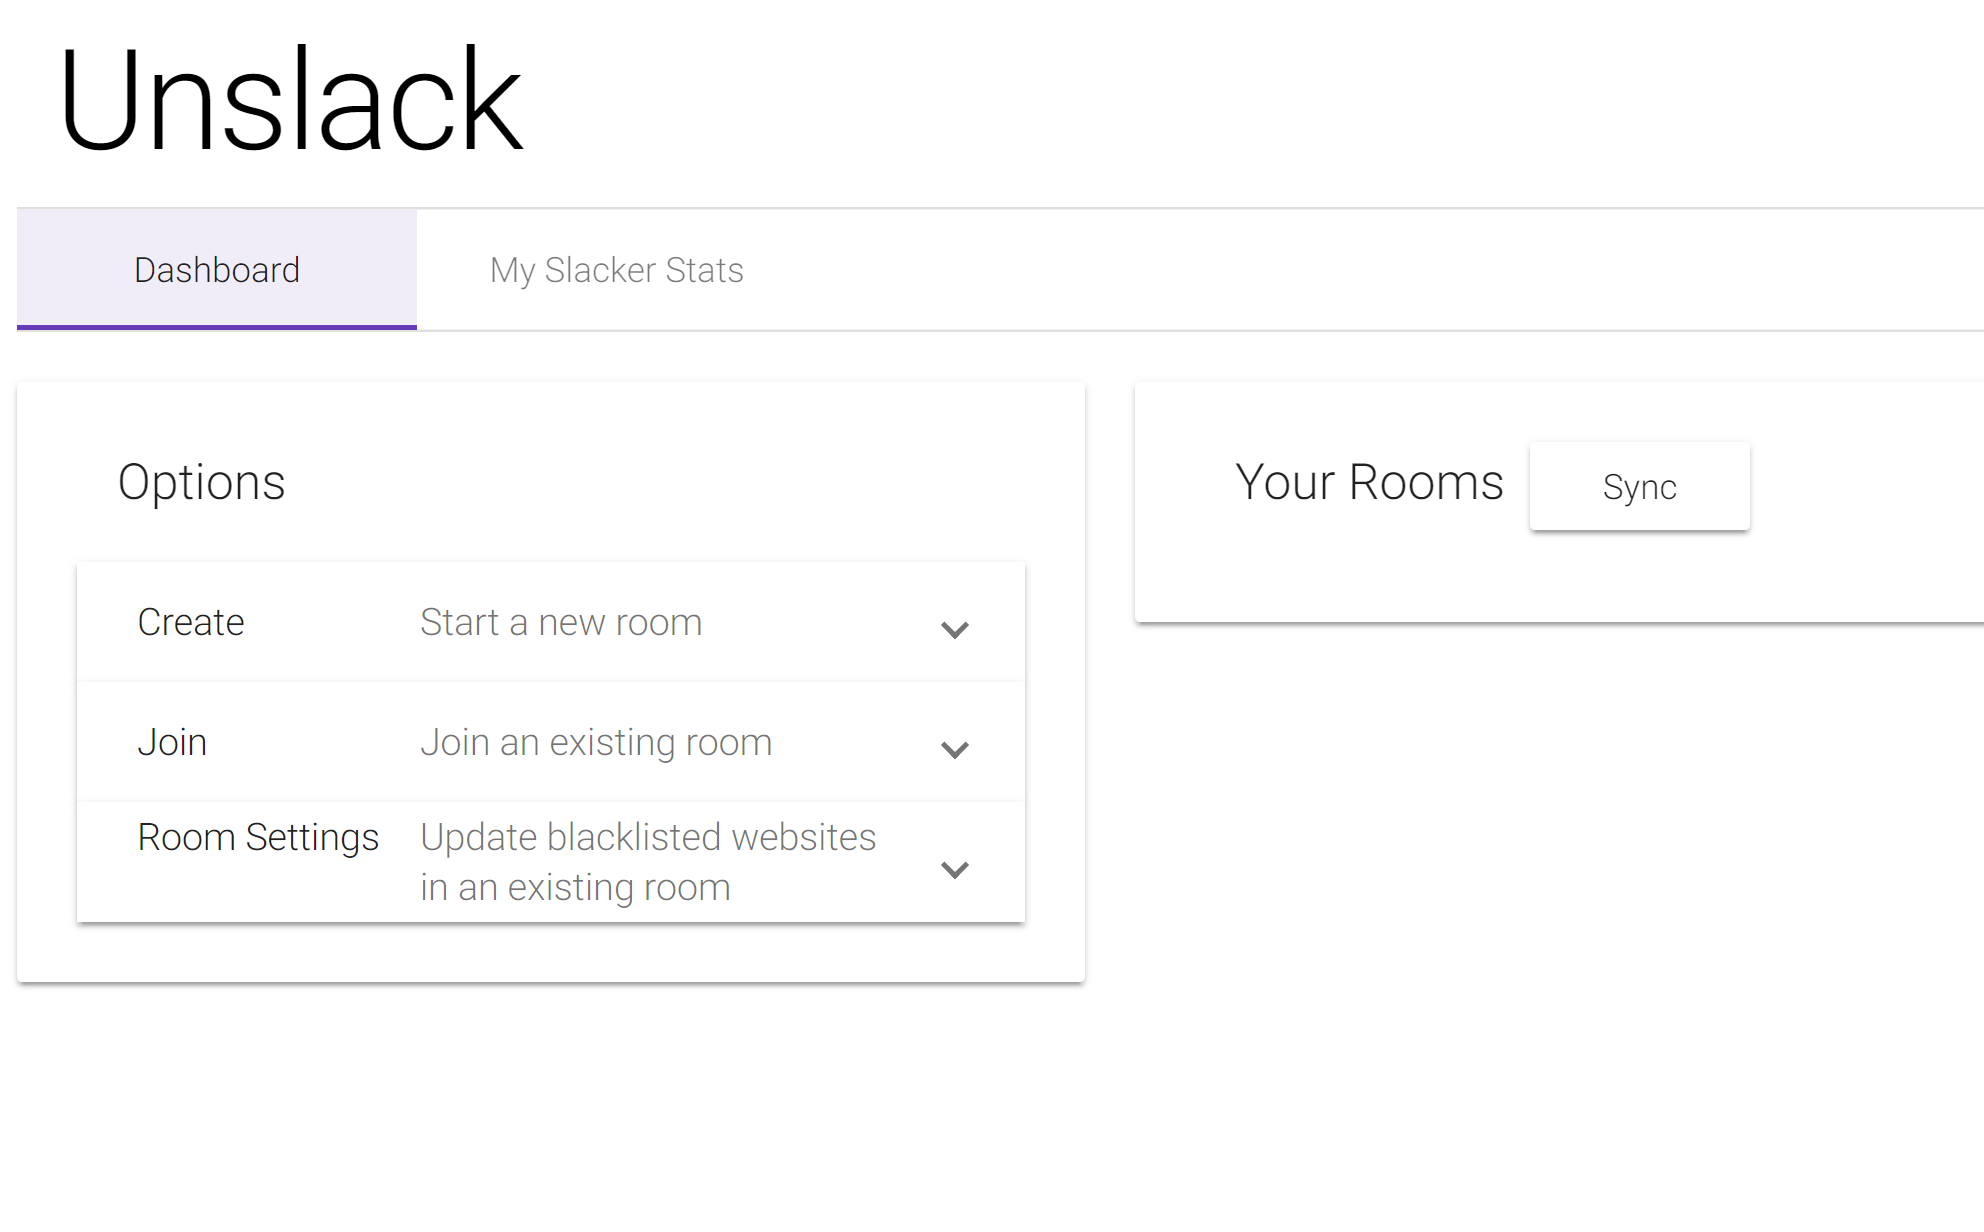 Unslack
Dashboard
My Slacker Stats
Options
Create
Start a new room
Join
Join an existing room
Room Settings
Update blacklisted websites
in an existing room
Your Rooms
Sync